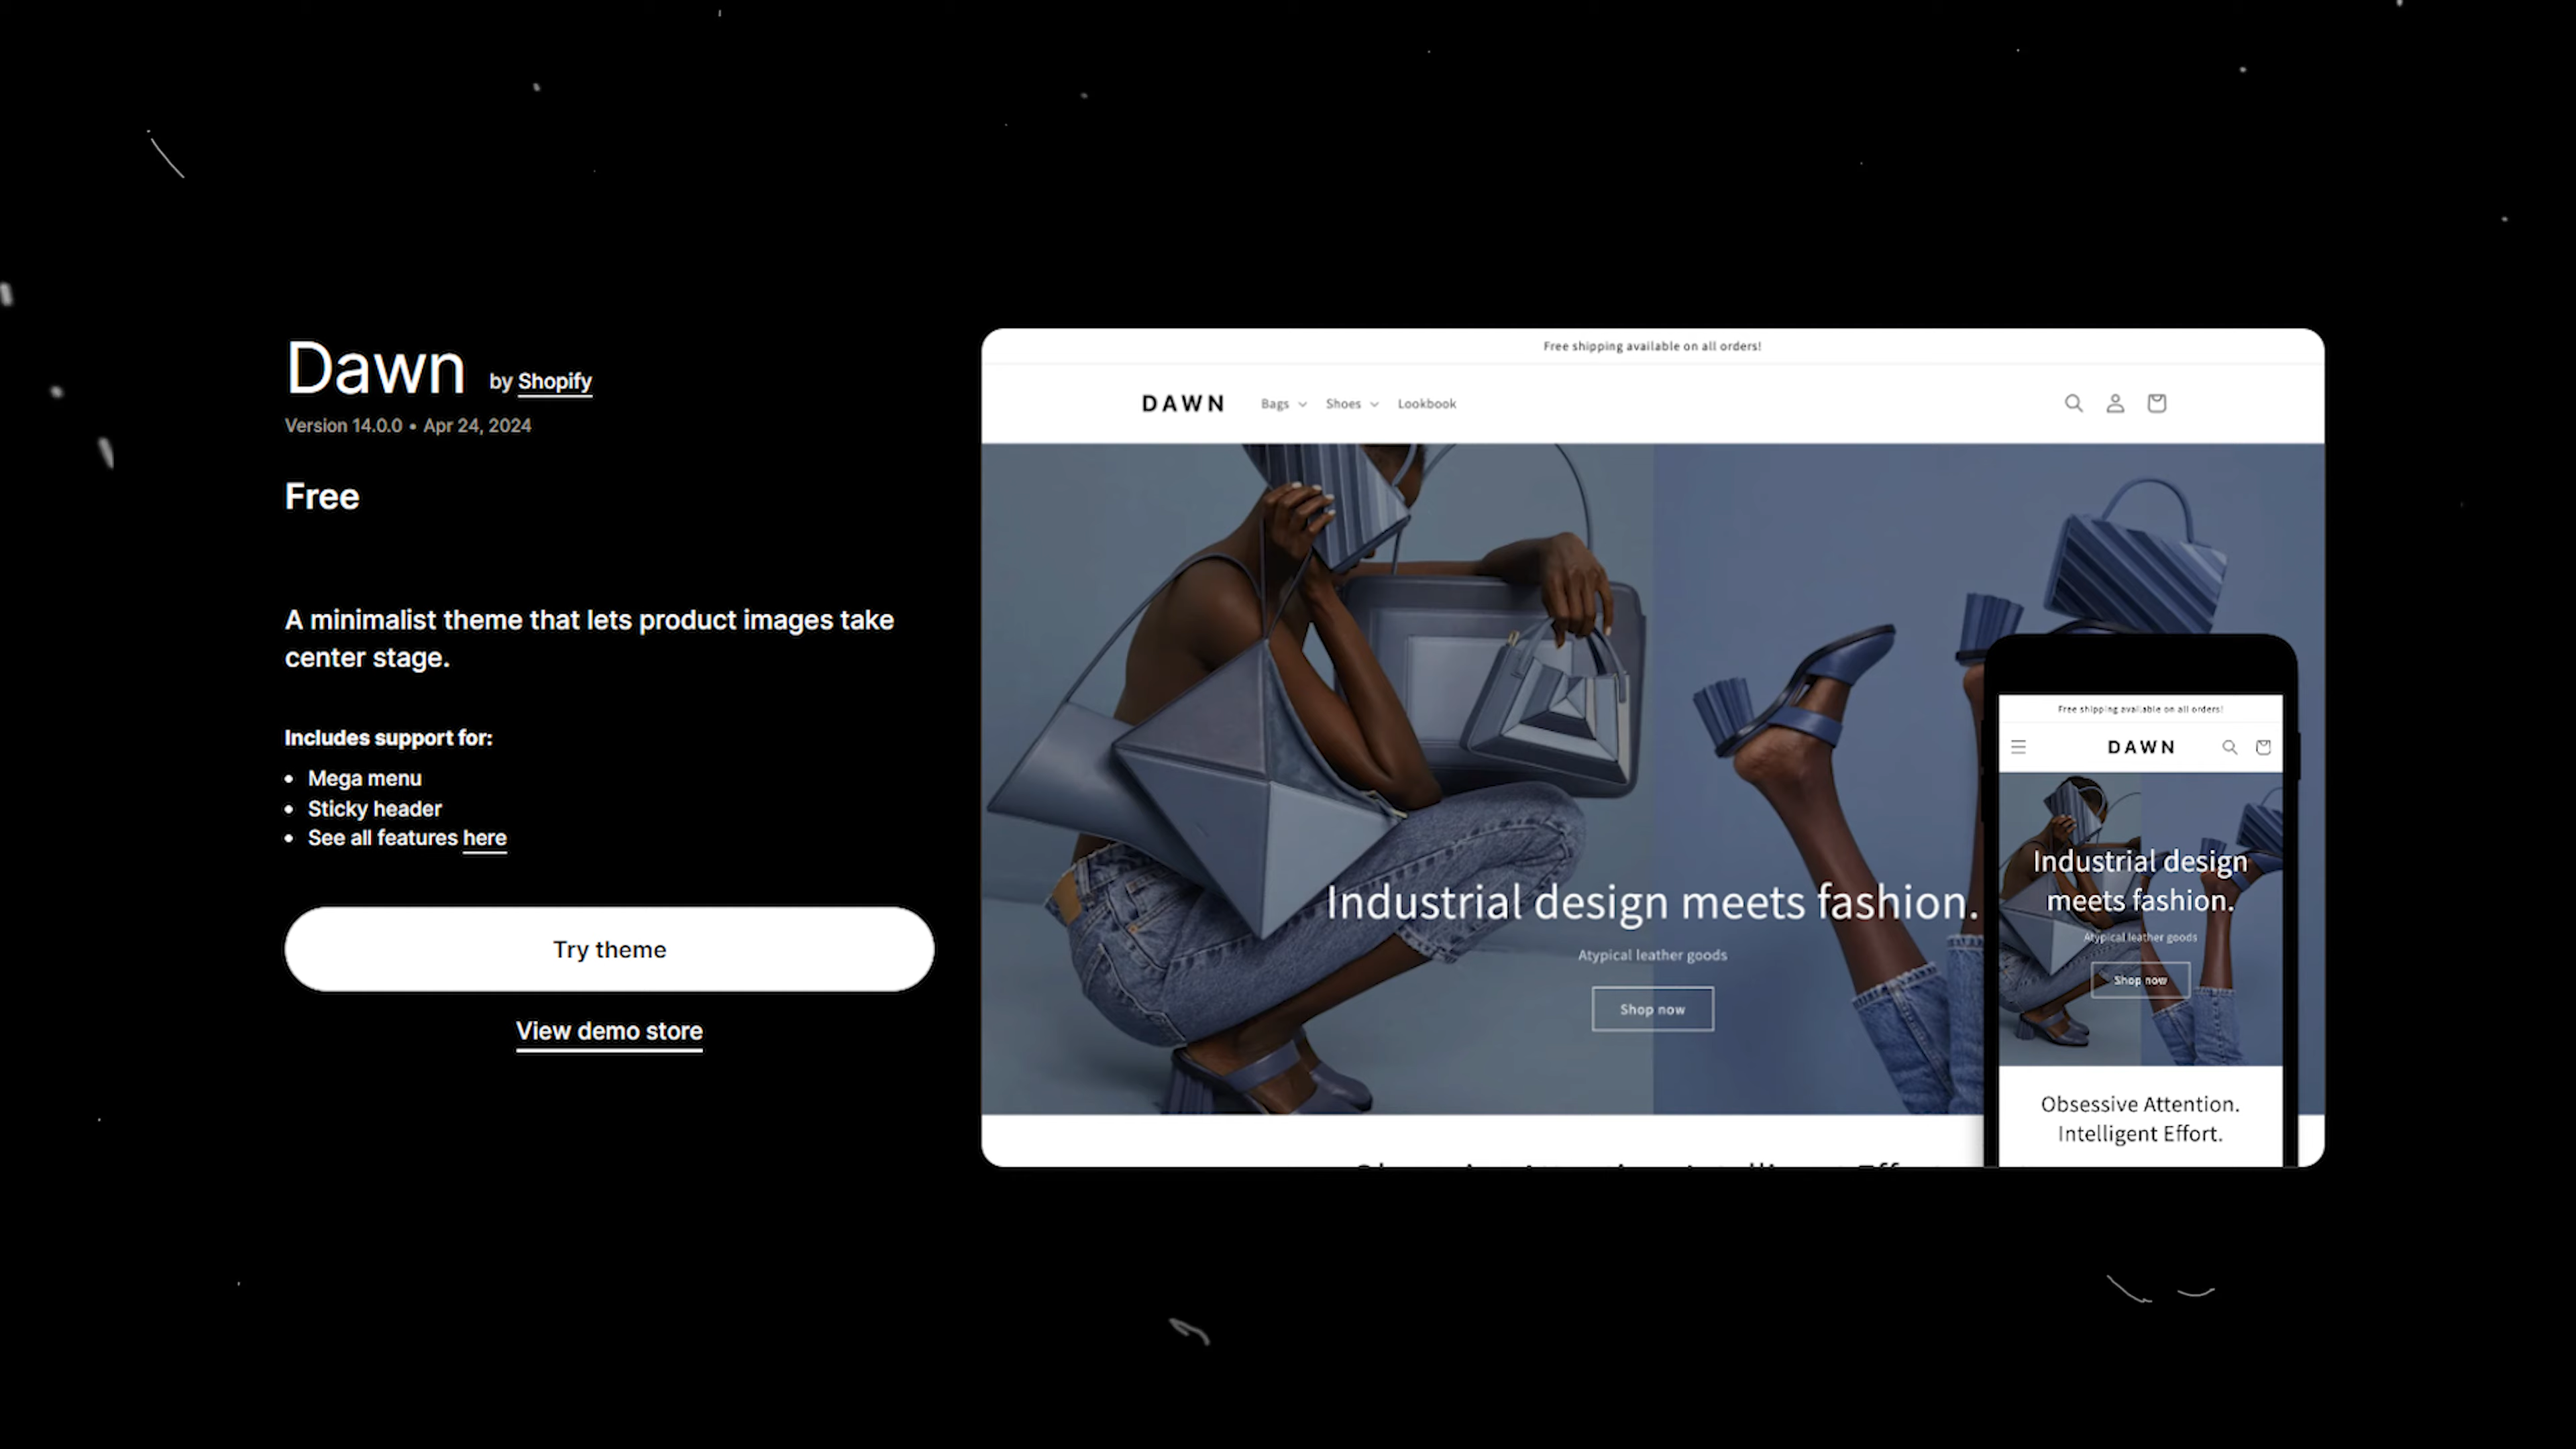 Dawn by Shopify
Version 14.0.0 • Apr 24, 2024
Free
A minimalist theme that lets product images take
center stage.
Includes support for:
• Mega menu
• Sticky header
• See all features here
Try theme
View demo store
Free shipping available on all orders!
DAWN Bags Shoes Lookbook
Industrial design meets fashion.
Atypical leather goods
Shop now
Free shipping available on all orders!
DAWN
Industrial design
meets fashion.
Atypical leather goods
Shop now
Obsessive Attention.
Intelligent Effort.